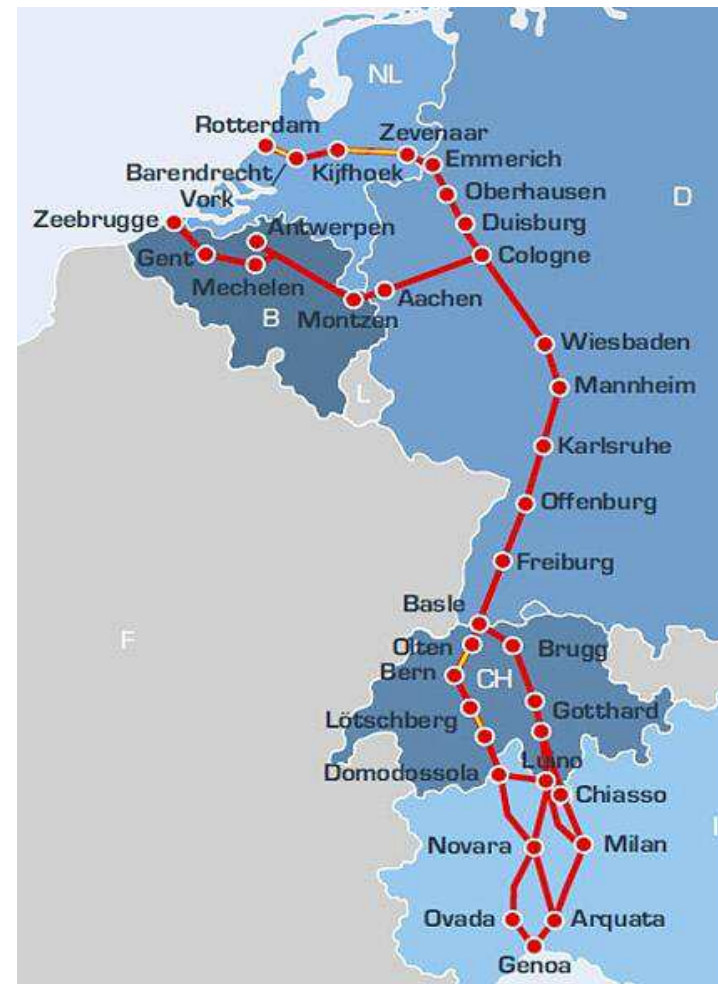 NL
Rotterdam
Zevenaar
Barendrecht/
Vork
Kijfhoek
Emmerich
Oberhausen
D
Zeebrugge
Antwerpen
Duisburg
Gent
Cologne
Mechelen
Aachen
B
Montzen
Wiesbaden
L
Mannheim
Karlsruhe
Offenburg
Freiburg
Basle
F
Olten
Brugg
Bern
CH
Lötschberg
Gotthard
Luino
Domodossola
Chiasso
Novara
Milan
I
Ovada
Arquata
Genoa